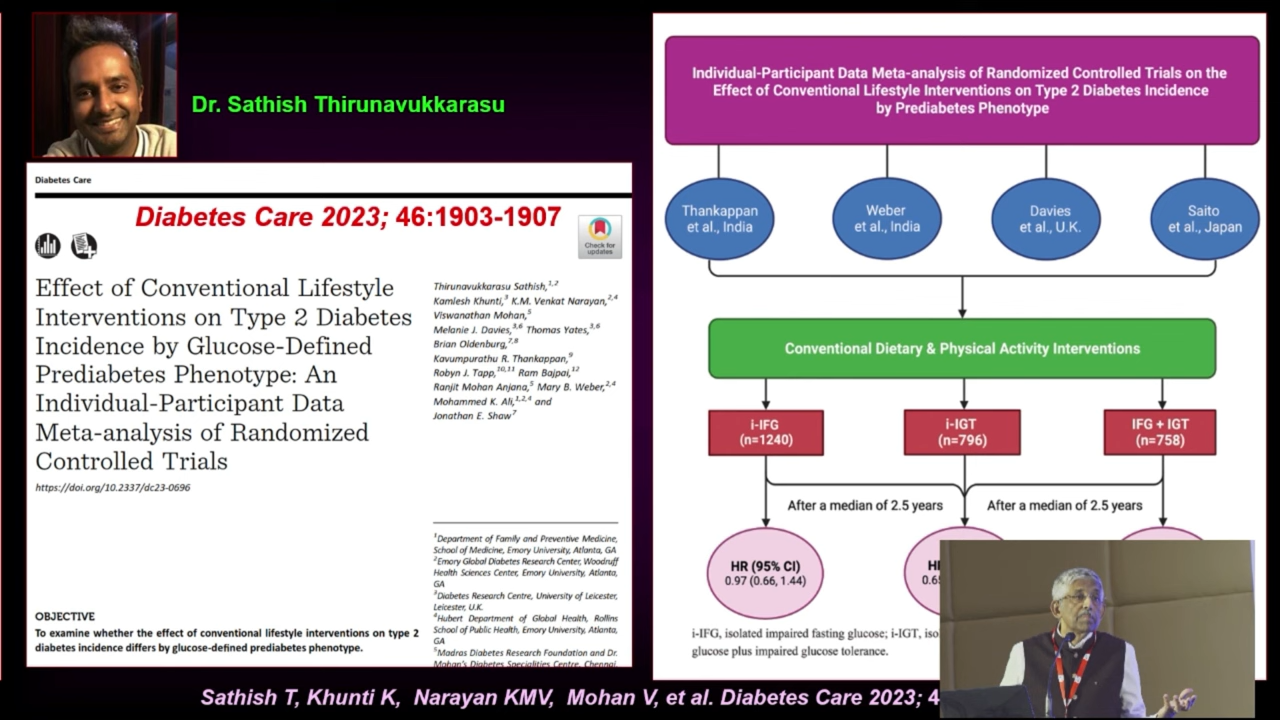 Dr. Sathish Thirunavukkarasu
Diabetes Care
Diabetes Care 2023; 46:1903-1907
Check for
updates
Effect of Conventional Lifestyle
Interventions on Type 2 Diabetes
Incidence by Glucose-Defined
Prediabetes Phenotype: An
Individual-Participant Data
Meta-analysis of Randomized
Controlled Trials
https://doi.org/10.2337/dc23-0696
Thirunavukkarasu Sathish,1,2
Kamlesh Khunti,3 K.M. Venkat Narayan,2,4
Viswanathan Mohan,5
Melanie J. Davies,3,6 Thomas Yates,3,6
Brian Oldenburg,7,8
Kavumpurathu R. Thankappan,9
Robyn J. Tapp,10,11 Ram Bajpai,12
Ranjit Mohan Anjana,5 Mary B. Weber,2,4
Mohammed K. Ali,1,2,4 and
Jonathan E. Shaw7
1Department of Family and Preventive Medicine,
School of Medicine, Emory University, Atlanta, GA
2Emory Global Diabetes Research Center, Woodruff
Health Sciences Center, Emory University, Atlanta,
GA
3Diabetes Research Centre, University of Leicester,
Leicester, U.K.
4Hubert Department of Global Health, Rollins
School of Public Health, Emory University, Atlanta,
GA
5Madras Diabetes Research Foundation and Dr.
Mohan's Diabetes Specialities Centre, Chennai,
OBJECTIVE
To examine whether the effect of conventional lifestyle interventions on type 2
diabetes incidence differs by glucose-defined prediabetes phenotype.
Individual-Participant Data Meta-analysis of Randomized Controlled Trials on the
Effect of Conventional Lifestyle Interventions on Type 2 Diabetes Incidence
by Prediabetes Phenotype
Thankappan
et al., India
Weber
et al., India
Davies
et al., U.K.
Saito
et al., Japan
Conventional Dietary & Physical Activity Interventions
i-IFG
(n=1240)
i-IGT
(n=796)
IFG + IGT
(n=758)
After a median of 2.5 years
After a median of 2.5 years
HR (95% CI)
0.97 (0.66, 1.44)
i-IFG, isolated impaired fasting glucose; i-IGT,
glucose plus impaired glucose tolerance.
Sathish T, Khunti K, Narayan KMV, Mohan V, et al. Diabetes Care 2023; 4